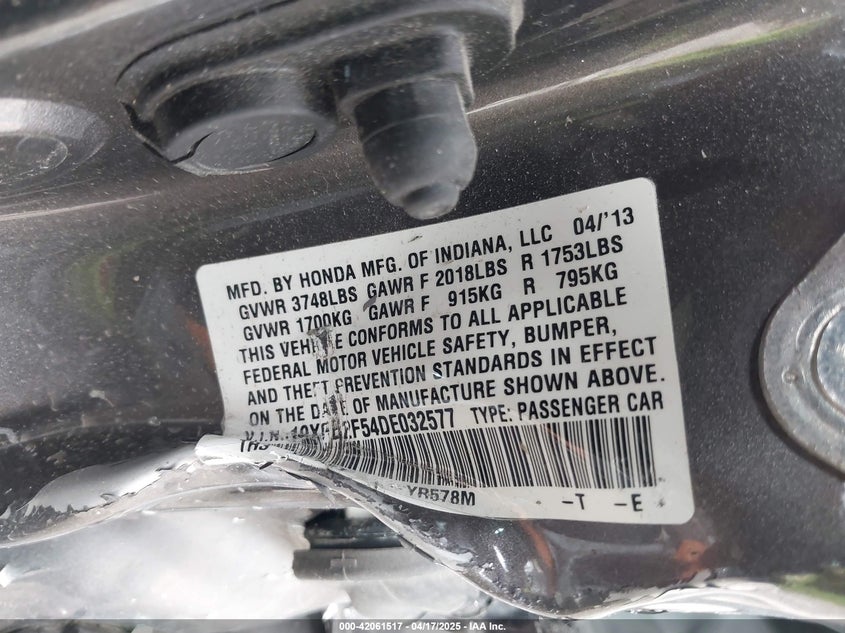 MFD. BY HONDA MFG. OF INDIANA, LLC 04/'13
GVWR 3748LBS GAWR F 2018LBS R 1753LBS
GVWR 1700KG GAWR F 915KG R 795KG
THIS VEHICLE CONFORMS TO ALL APPLICABLE
FEDERAL MOTOR VEHICLE SAFETY, BUMPER,
AND THEFT PREVENTION STANDARDS IN EFFECT
ON THE DATE OF MANUFACTURE SHOWN ABOVE.
V.I.N. F54DE032577 TYPE: PASSENGER CAR
YR578M -T -E
000-42061517 • 04/17/2025 • IAA Inc.